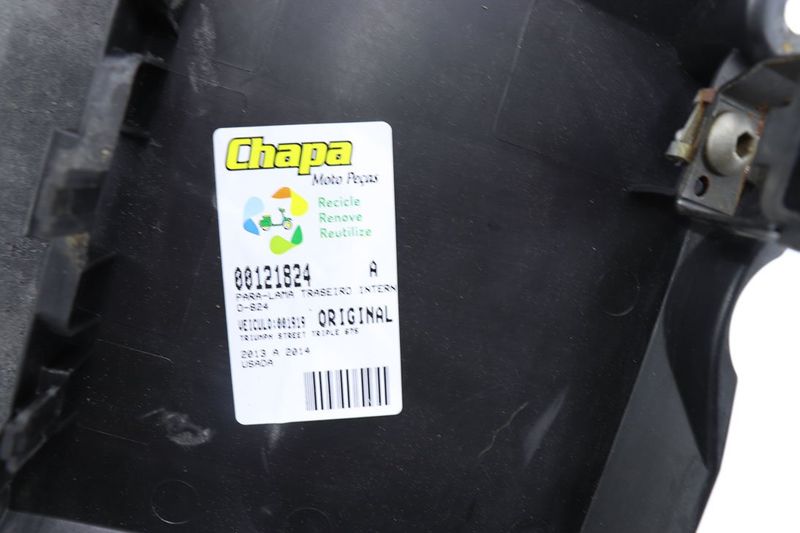 Chapa
Moto Peças
Recicle
Renove
Reutilize
00121824 A
PARA-LAMA TRASEIRO INTERN
D-824
VEICULO:001919 ORIGINAL
TRIUMPH STREET TRIPLE 675
2013 A 2014
USADA